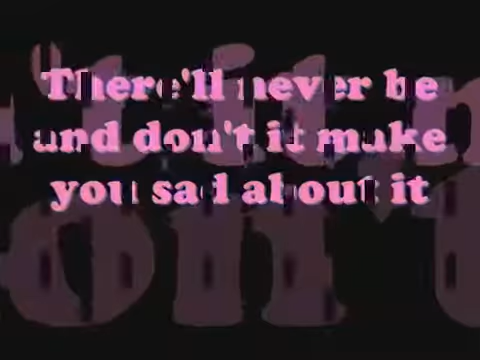 There'll never be
and don't it make
you sad about it